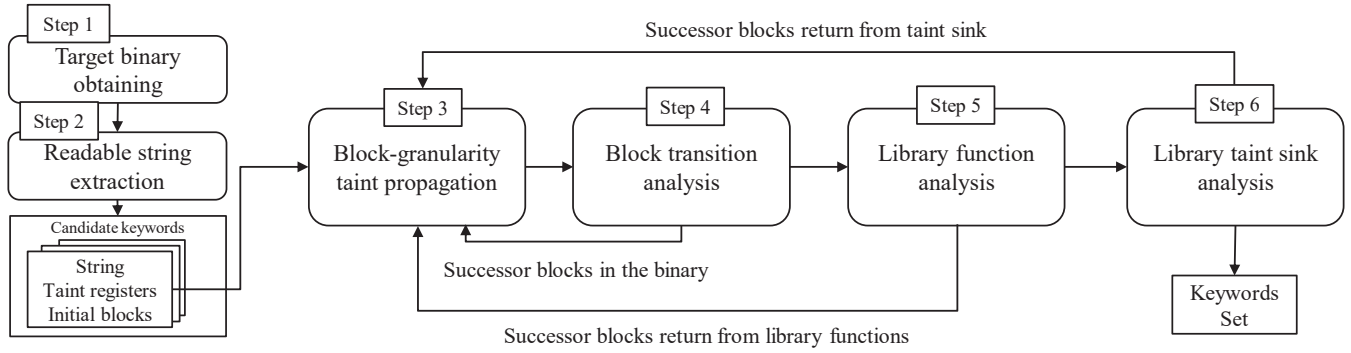 Step 1
Target binary
obtaining
Step 2
Readable string
extraction
Candidate keywords
String
Taint registers
Initial blocks
Successor blocks return from taint sink
Step 3
Block-granularity
taint propagation
Step 4
Block transition
analysis
Step 5
Library function
analysis
Step 6
Library taint sink
analysis
Successor blocks in the binary
Successor blocks return from library functions
Keywords
Set